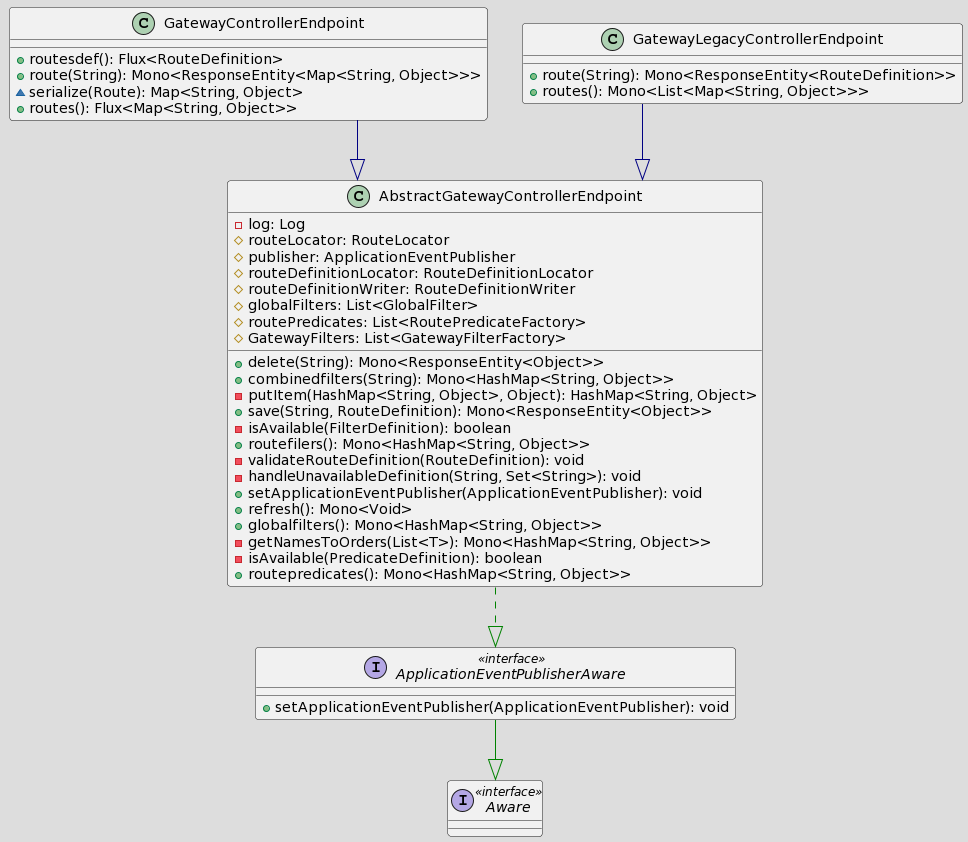 C GatewayControllerEndpoint
routesdef(): Flux<RouteDefinition>
route(String): Mono<ResponseEntity<Map<String, Object>>>
serialize(Route): Map<String, Object>
routes(): Flux<Map<String, Object>>
C GatewayLegacyControllerEndpoint
route(String): Mono<ResponseEntity<RouteDefinition>>
routes(): Mono<List<Map<String, Object>>>
C AbstractGatewayControllerEndpoint
log: Log
routeLocator: RouteLocator
publisher: ApplicationEventPublisher
routeDefinitionLocator: RouteDefinitionLocator
routeDefinitionWriter: RouteDefinitionWriter
globalFilters: List<GlobalFilter>
routePredicates: List<RoutePredicateFactory>
GatewayFilters: List<GatewayFilterFactory>
delete(String): Mono<ResponseEntity<Object>>
combinedfilters(String): Mono<HashMap<String, Object>>
putItem(HashMap<String, Object>, Object): HashMap<String, Object>
save(String, RouteDefinition): Mono<ResponseEntity<Object>>
isAvailable(FilterDefinition): boolean
routefilers(): Mono<HashMap<String, Object>>
validateRouteDefinition(RouteDefinition): void
handleUnavailableDefinition(String, Set<String>): void
setApplicationEventPublisher(ApplicationEventPublisher): void
refresh(): Mono<Void>
globalfilters(): Mono<HashMap<String, Object>>
getNamesToOrders(List<T>): Mono<HashMap<String, Object>>
isAvailable(PredicateDefinition): boolean
routepredicates(): Mono<HashMap<String, Object>>
«interface»
I ApplicationEventPublisherAware
setApplicationEventPublisher(ApplicationEventPublisher): void
«interface»
I Aware